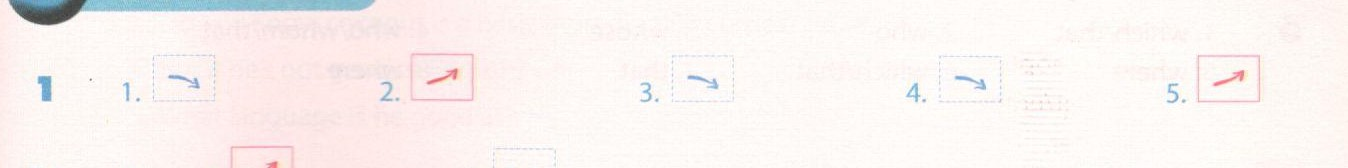 1 1. ↘ 2. ↗ 3. ↘ 4. ↘ 5. ↗